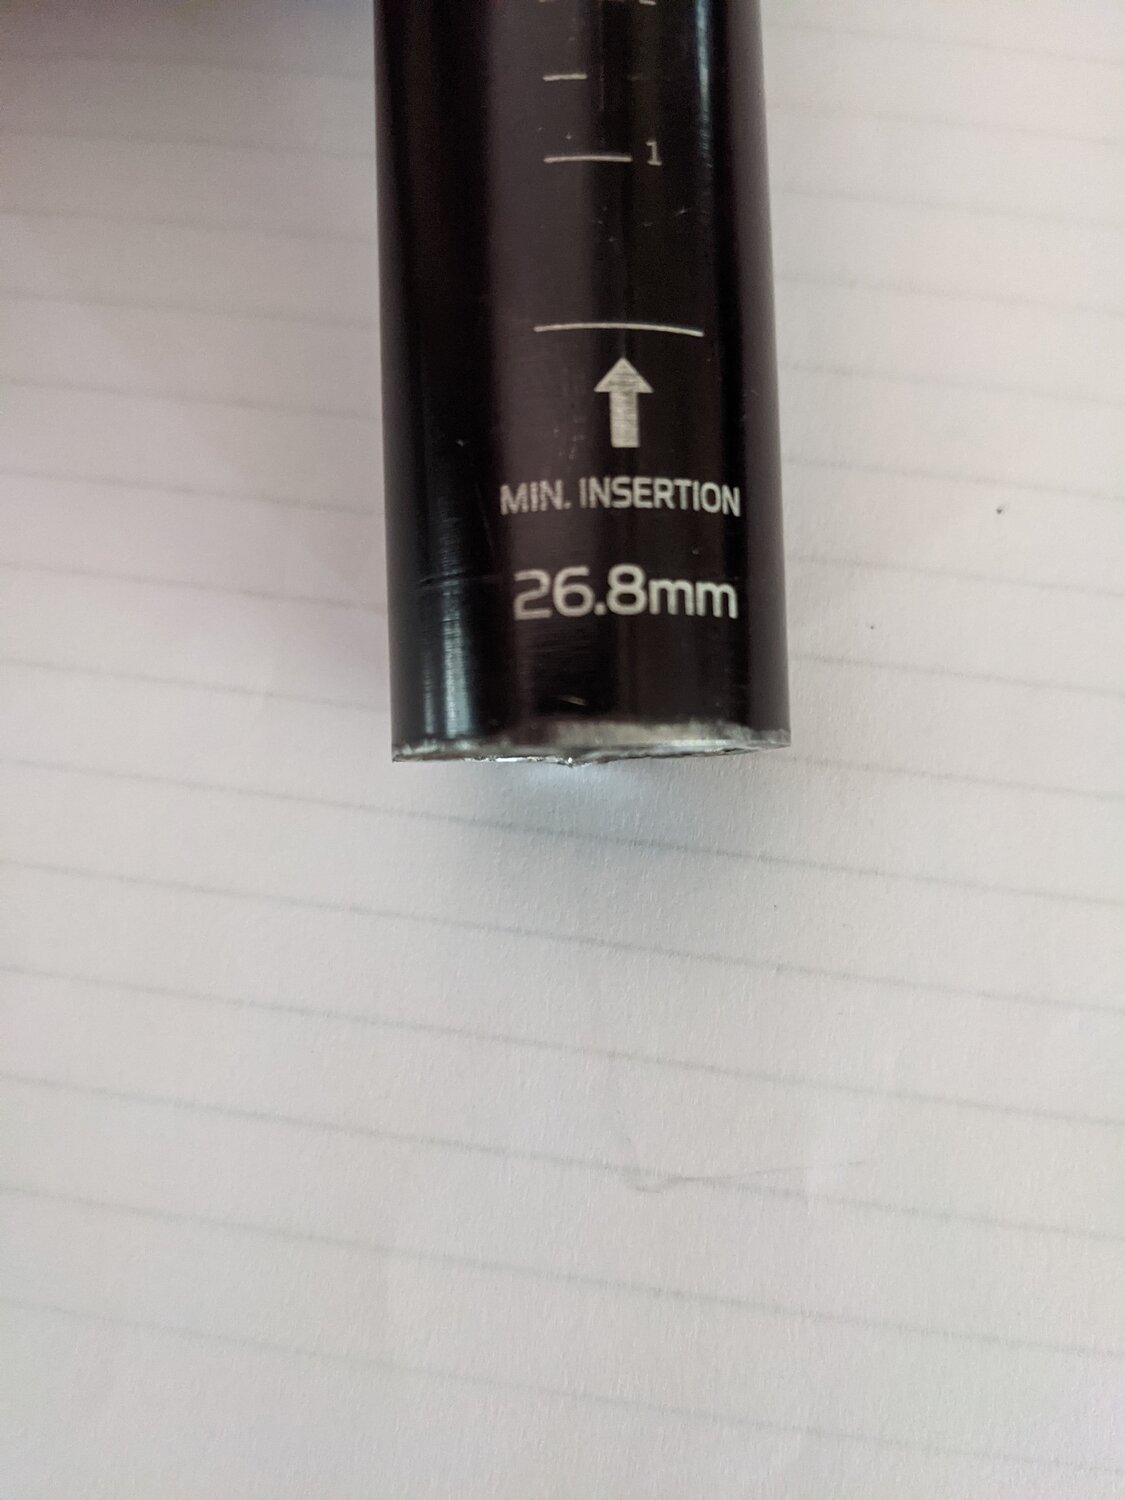 1
MIN. INSERTION
26.8mm